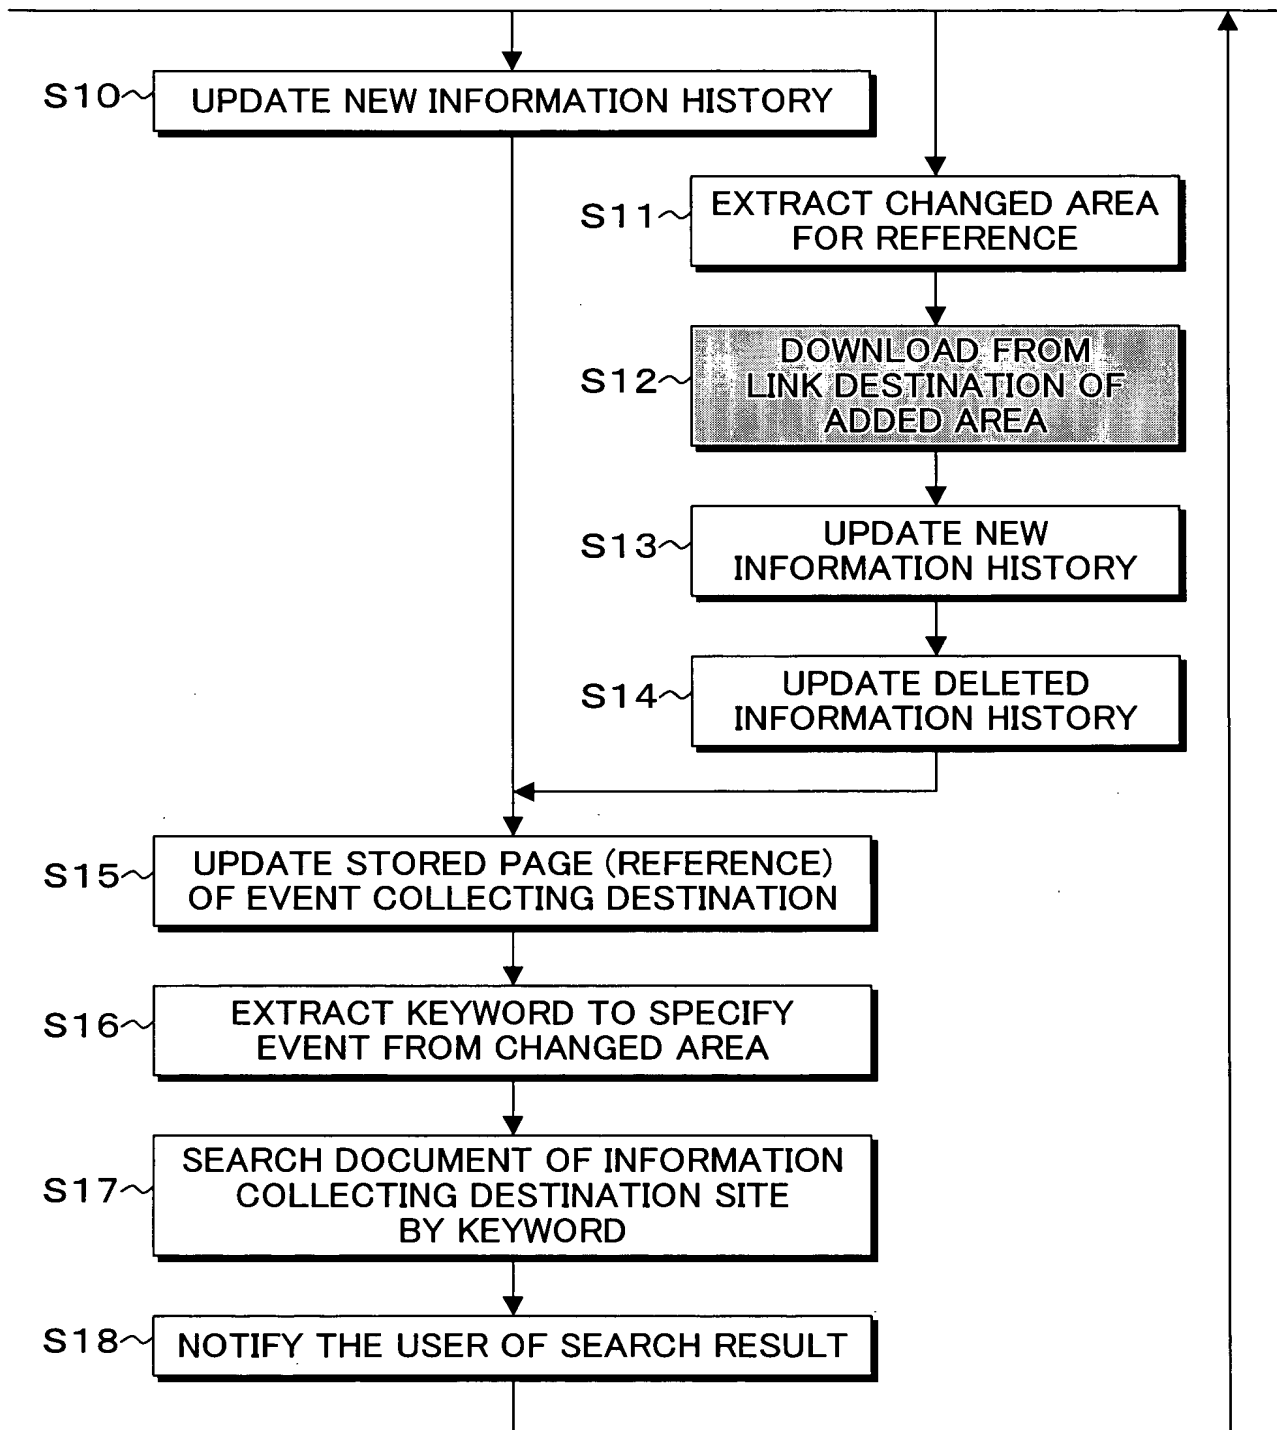 S10
UPDATE NEW INFORMATION HISTORY
S11
EXTRACT CHANGED AREA
FOR REFERENCE
S12
DOWNLOAD FROM
LINK DESTINATION OF
ADDED AREA
S13
UPDATE NEW
INFORMATION HISTORY
S14
UPDATE DELETED
INFORMATION HISTORY
S15
UPDATE STORED PAGE (REFERENCE)
OF EVENT COLLECTING DESTINATION
S16
EXTRACT KEYWORD TO SPECIFY
EVENT FROM CHANGED AREA
S17
SEARCH DOCUMENT OF INFORMATION
COLLECTING DESTINATION SITE
BY KEYWORD
S18
NOTIFY THE USER OF SEARCH RESULT